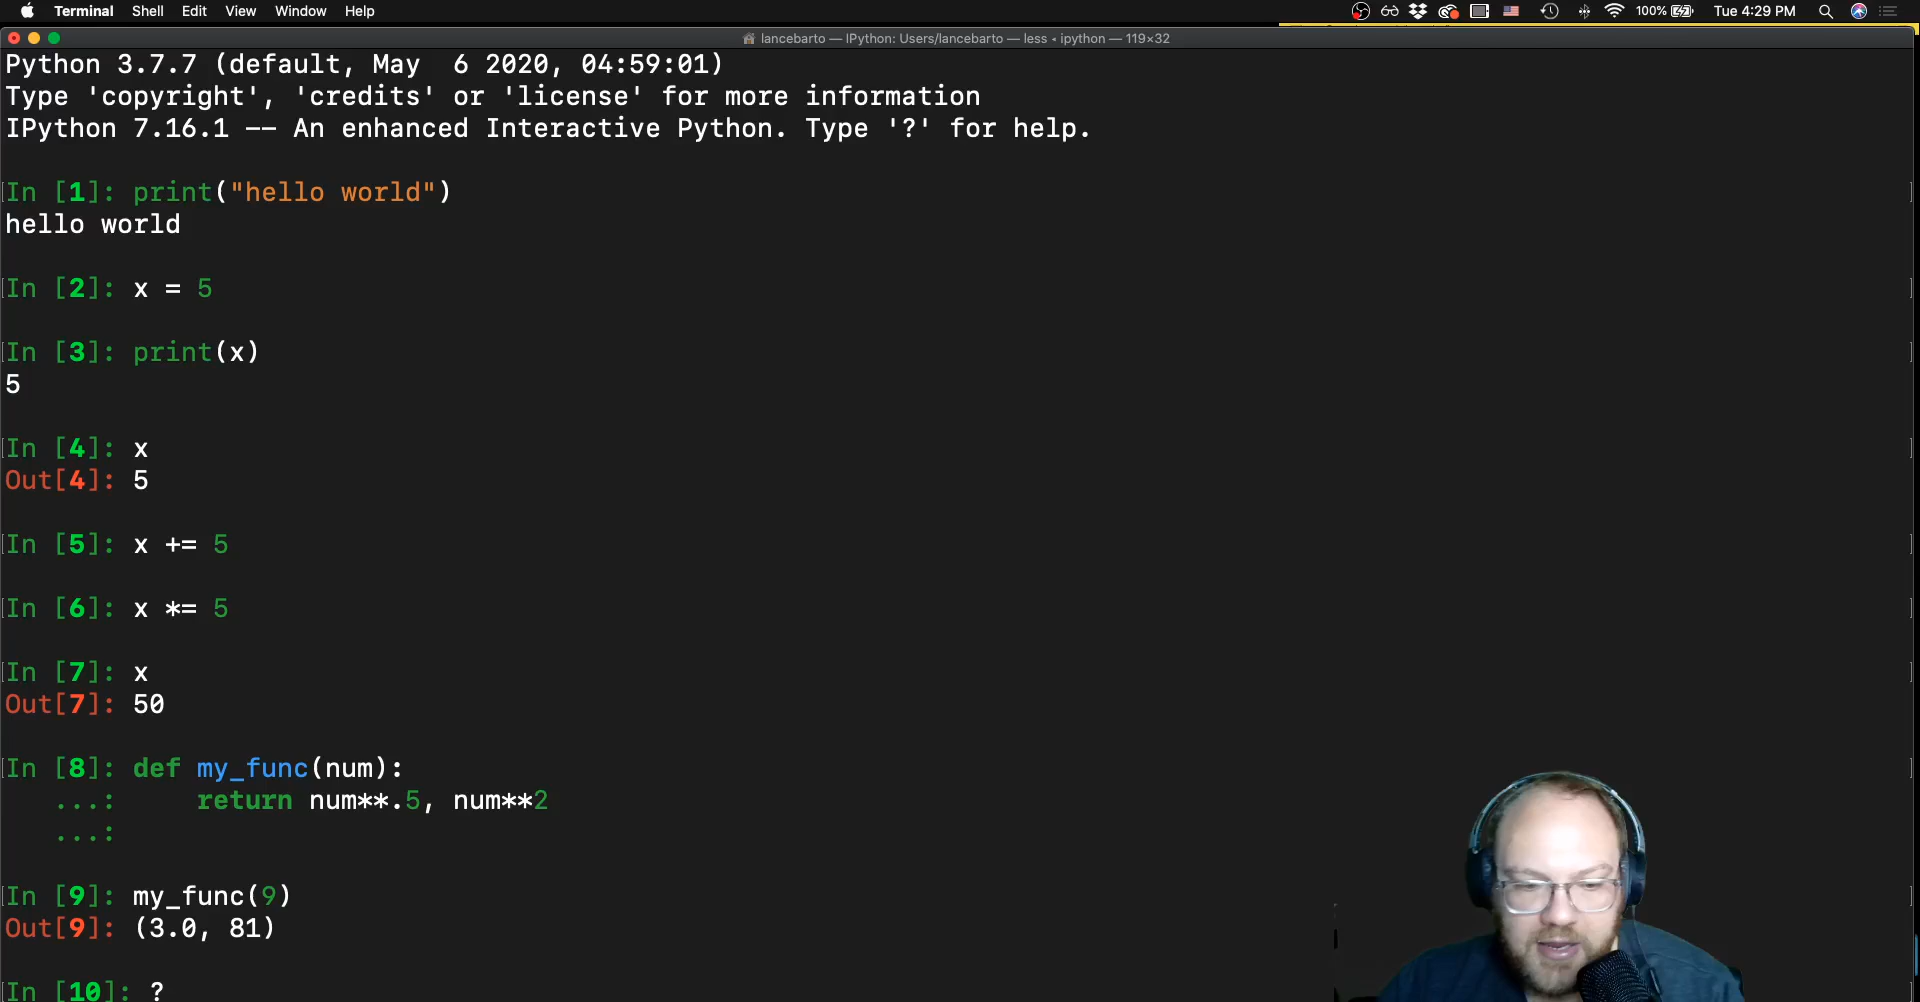 Terminal Shell Edit View Window Help 100% Tue 4:29 PM
lancebarto — IPython: Users/lancebarto — less ◂ ipython — 119×32
Python 3.7.7 (default, May  6 2020, 04:59:01)
Type 'copyright', 'credits' or 'license' for more information
IPython 7.16.1 -- An enhanced Interactive Python. Type '?' for help.
In [1]: print("hello world")
hello world
In [2]: x = 5
In [3]: print(x)
5
In [4]: x
Out[4]: 5
In [5]: x += 5
In [6]: x *= 5
In [7]: x
Out[7]: 50
In [8]: def my_func(num):
   ...:     return num**.5, num**2
   ...:
In [9]: my_func(9)
Out[9]: (3.0, 81)
In [10]: ?